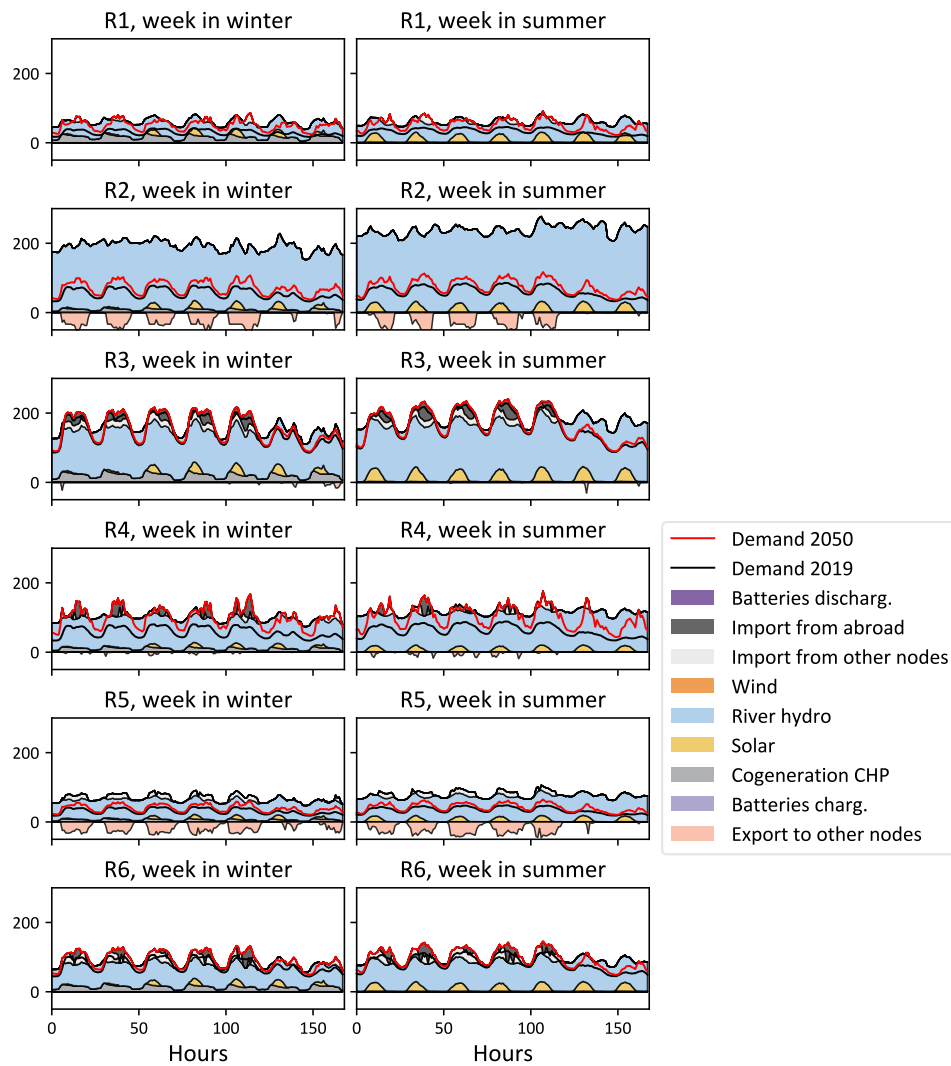 R1, week in winter
R1, week in summer
200
0
R2, week in winter
R2, week in summer
200
0
R3, week in winter
R3, week in summer
200
0
R4, week in winter
R4, week in summer
200
0
Demand 2050
Demand 2019
Batteries discharg.
Import from abroad
Import from other nodes
Wind
River hydro
Solar
Cogeneration CHP
Batteries charg.
Export to other nodes
R5, week in winter
R5, week in summer
200
0
R6, week in winter
R6, week in summer
200
0
0 50 100 150
0 50 100 150
Hours
Hours